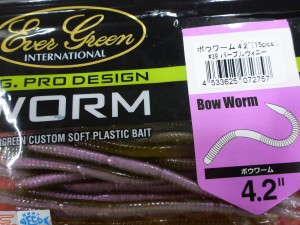 Ever Green
INTERNATIONAL
G. PRO DESIGN
WORM
RGREEN CUSTOM SOFT PLASTIC BAIT
ボウワーム 4.2"(15pcs.)
#39 パープルウィニー
4 533625 072757
Bow Worm
ボウワーム
4.2"
FECO